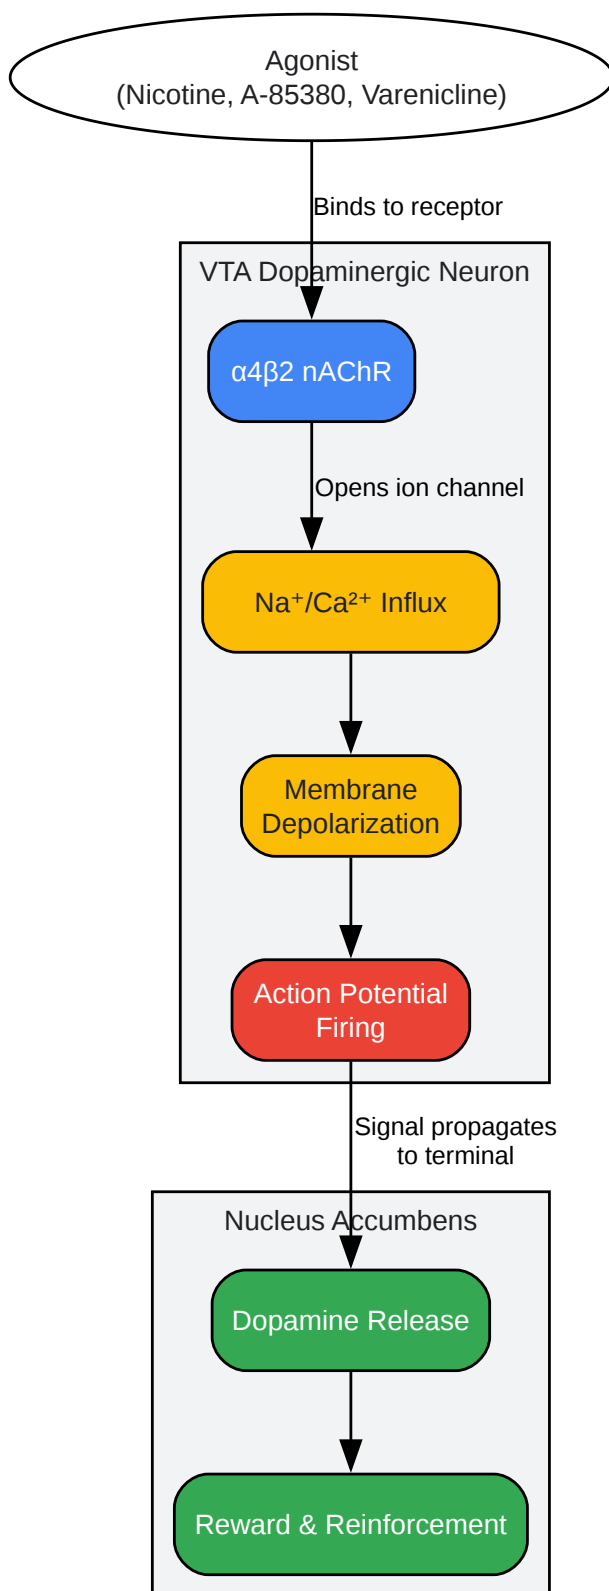 Agonist
(Nicotine, A-85380, Varenicline)
Binds to receptor
VTA Dopaminergic Neuron
α4β2 nAChR
Opens ion channel
Na⁺/Ca²⁺ Influx
Membrane
Depolarization
Action Potential
Firing
Signal propagates
to terminal
Nucleus Accumbens
Dopamine Release
Reward & Reinforcement